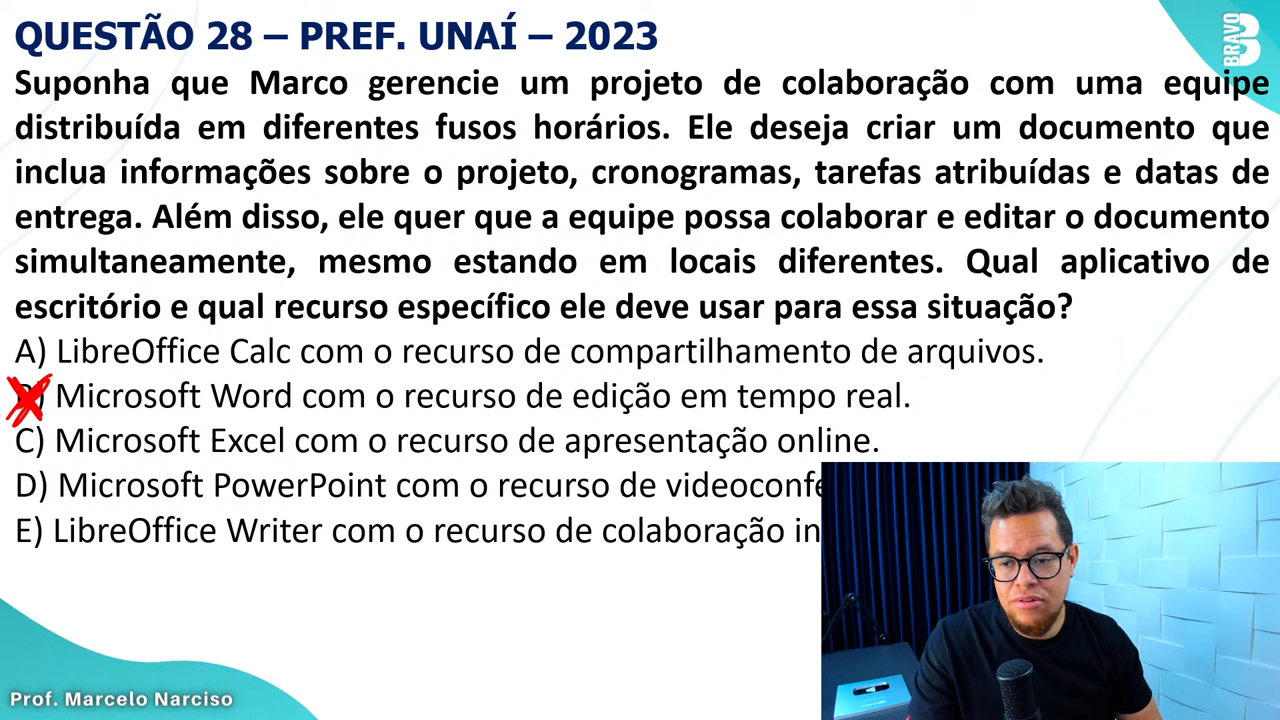 QUESTÃO 28 – PREF. UNAÍ – 2023
BRAVO
Suponha que Marco gerencie um projeto de colaboração com uma equipe
distribuída em diferentes fusos horários. Ele deseja criar um documento que
inclua informações sobre o projeto, cronogramas, tarefas atribuídas e datas de
entrega. Além disso, ele quer que a equipe possa colaborar e editar o documento
simultaneamente, mesmo estando em locais diferentes. Qual aplicativo de
escritório e qual recurso específico ele deve usar para essa situação?
A) LibreOffice Calc com o recurso de compartilhamento de arquivos.
Microsoft Word com o recurso de edição em tempo real.
C) Microsoft Excel com o recurso de apresentação online.
D) Microsoft PowerPoint com o recurso de
E) LibreOffice Writer com o recurso de colaboração
Prof. Marcelo Narciso